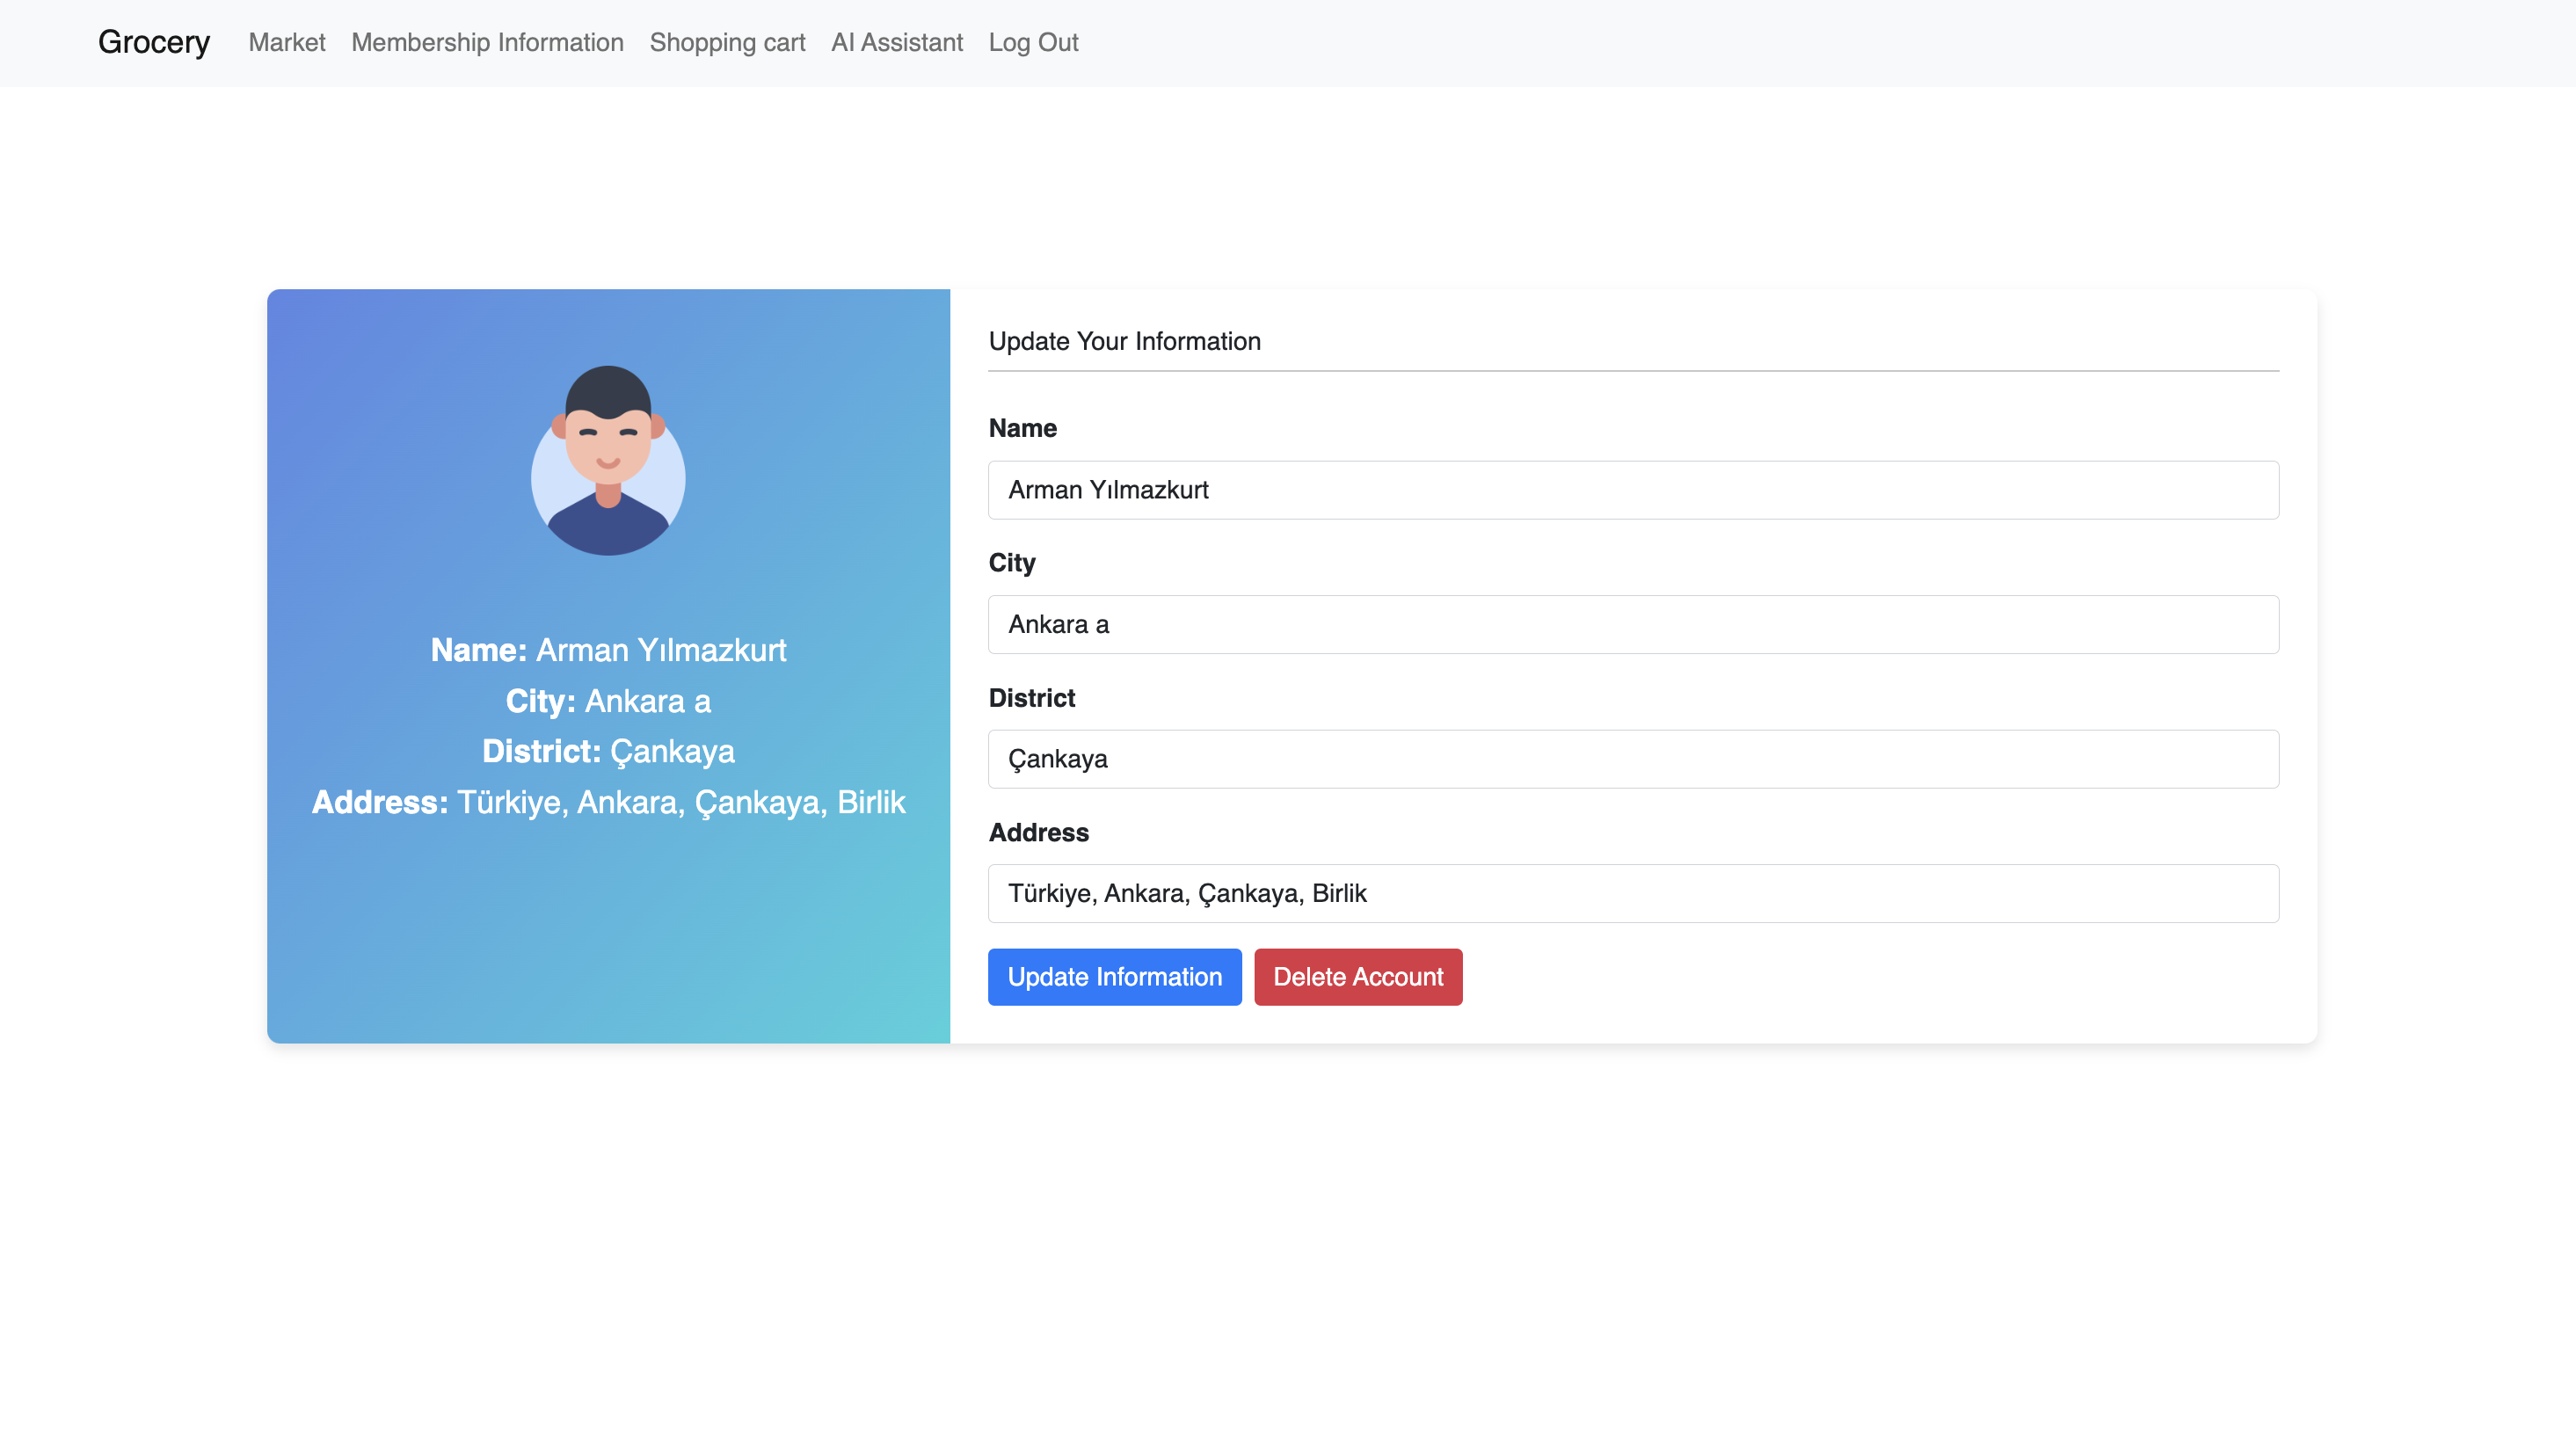 Grocery Market Membership Information Shopping cart AI Assistant Log Out
Name: Arman Yılmazkurt
City: Ankara a
District: Çankaya
Address: Türkiye, Ankara, Çankaya, Birlik
Update Your Information
Name
Arman Yılmazkurt
City
Ankara a
District
Çankaya
Address
Türkiye, Ankara, Çankaya, Birlik
Update Information Delete Account